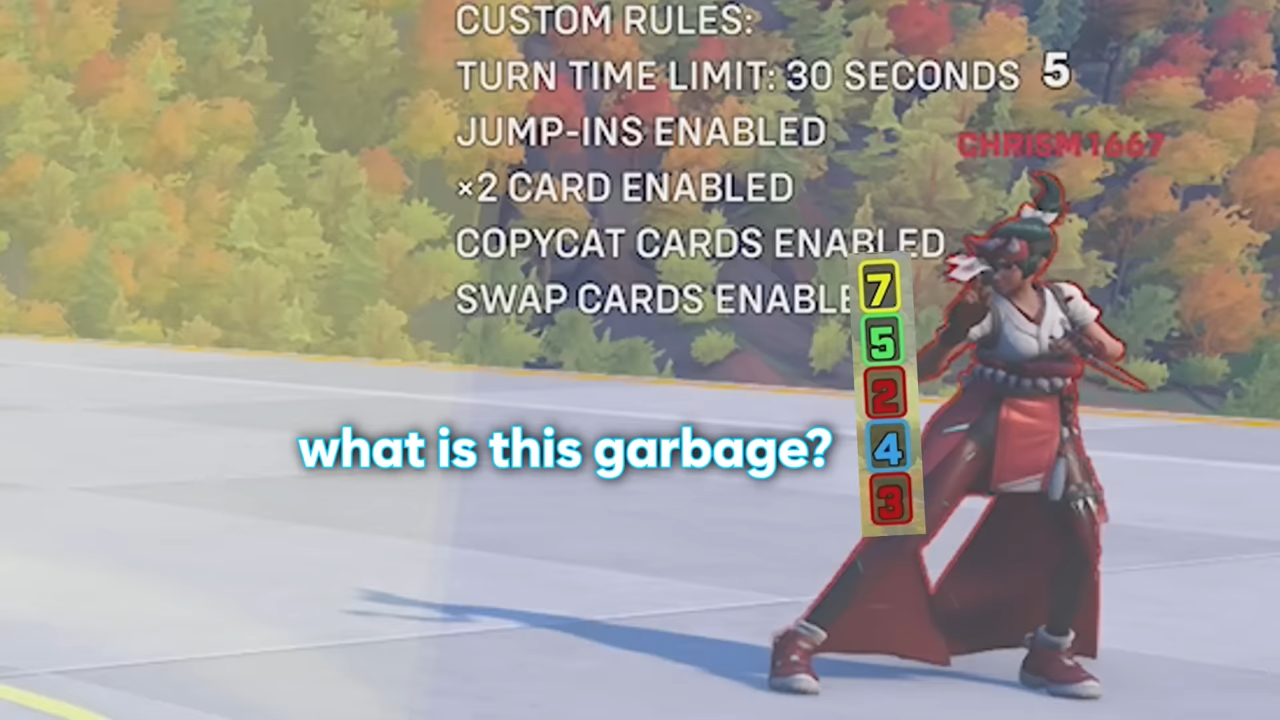 CUSTOM RULES:
TURN TIME LIMIT: 30 SECONDS 5
JUMP-INS ENABLED
CHRISM1667
×2 CARD ENABLED
COPYCAT CARDS ENABLED
SWAP CARDS ENABLE
7
5
2
4
3
what is this garbage?